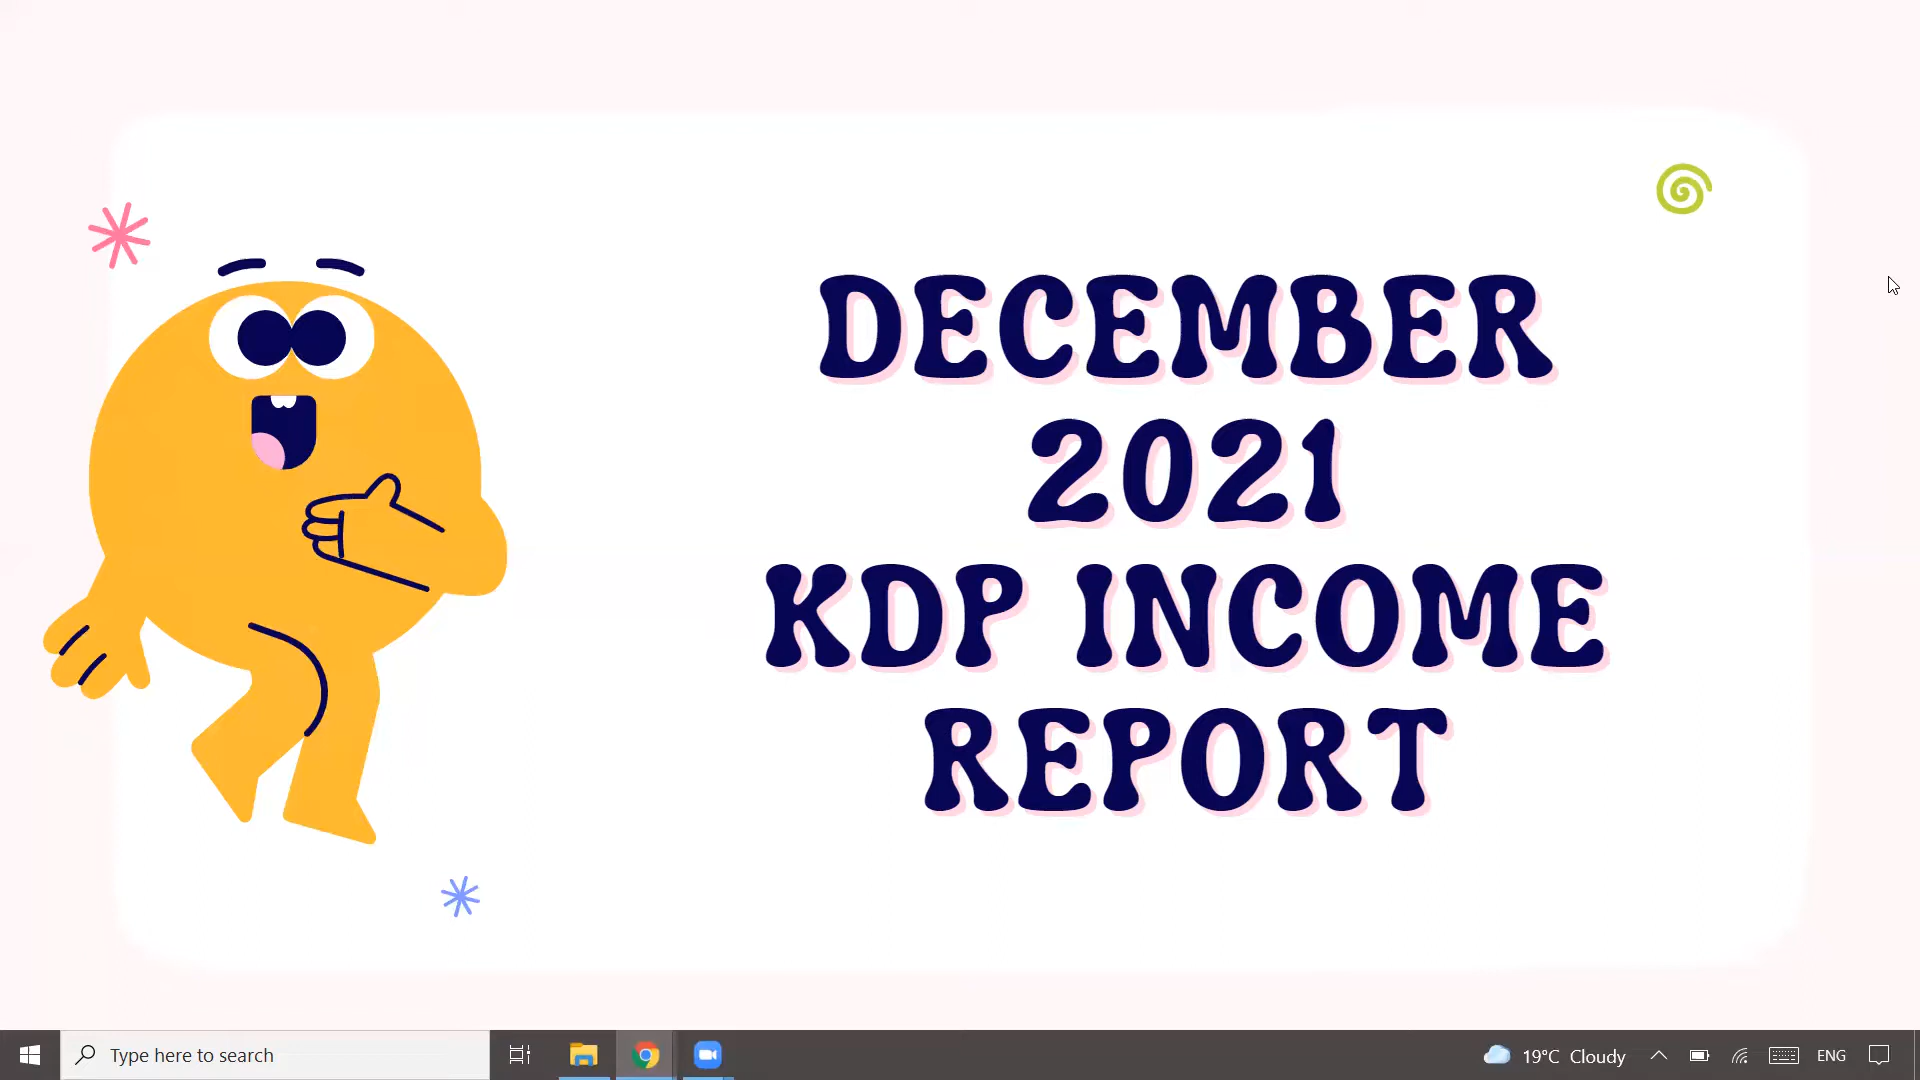 DECEMBER
2021
KDP INCOME
REPORT
Type here to search
19°C Cloudy
ENG